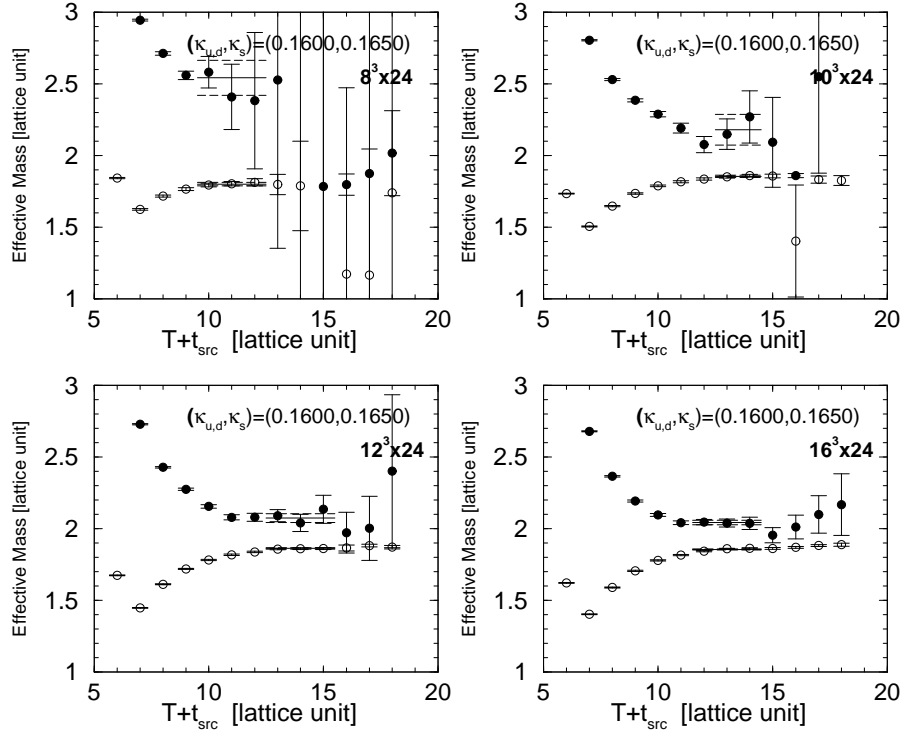 3
2.5
2
1.5
1
Effective Mass [lattice unit]
(κu,d,κs)=(0.1600,0.1650)
8³x24
5 10 15 20
T+tsrc [lattice unit]
3
2.5
2
1.5
1
Effective Mass [lattice unit]
(κu,d,κs)=(0.1600,0.1650)
10³x24
5 10 15 20
T+tsrc [lattice unit]
3
2.5
2
1.5
1
Effective Mass [lattice unit]
(κu,d,κs)=(0.1600,0.1650)
12³x24
5 10 15 20
T+tsrc [lattice unit]
3
2.5
2
1.5
1
Effective Mass [lattice unit]
(κu,d,κs)=(0.1600,0.1650)
16³x24
5 10 15 20
T+tsrc [lattice unit]